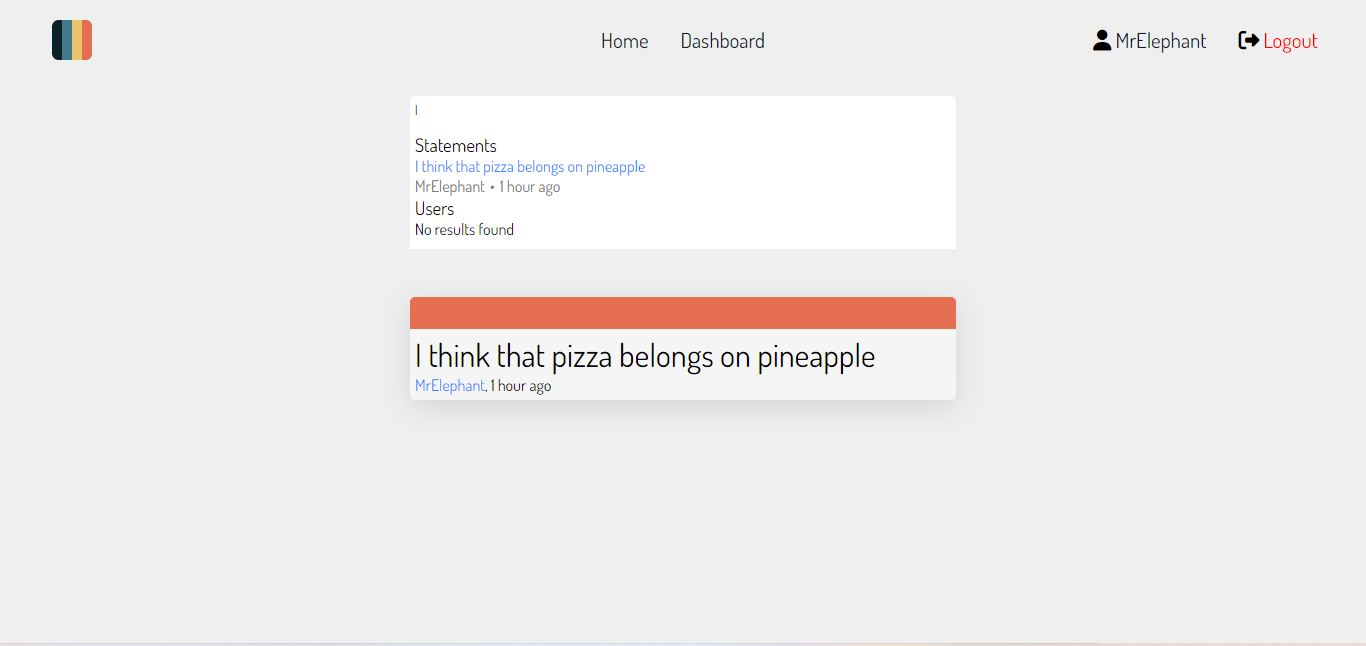 Home Dashboard MrElephant Logout
I
Statements
I think that pizza belongs on pineapple
MrElephant • 1 hour ago
Users
No results found
I think that pizza belongs on pineapple
MrElephant, 1 hour ago